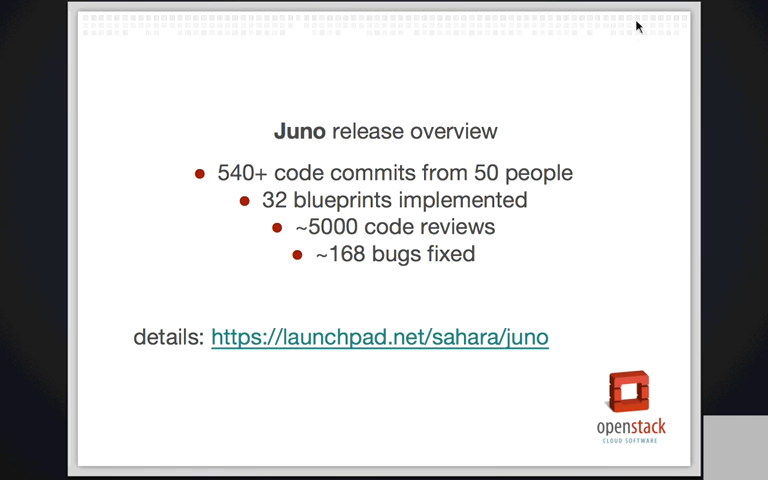 Juno release overview
• 540+ code commits from 50 people
• 32 blueprints implemented
• ~5000 code reviews
• ~168 bugs fixed
details: https://launchpad.net/sahara/juno
openstack
CLOUD SOFTWARE